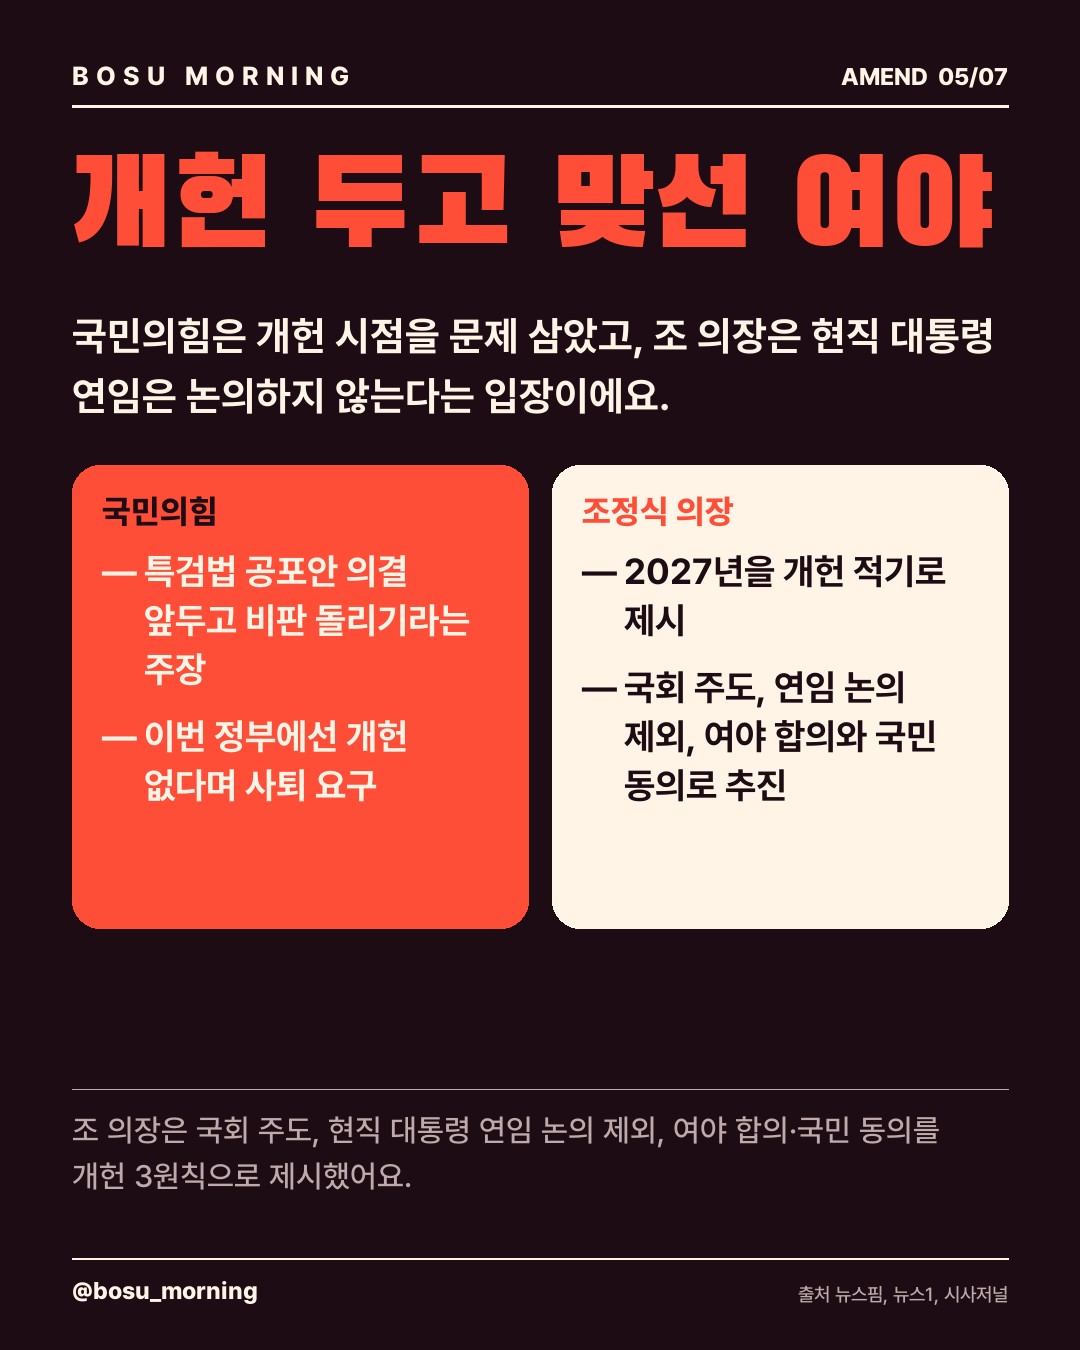 BOSU MORNING
AMEND 05/07
개헌 두고 맞선 여야
국민의힘은 개헌 시점을 문제 삼았고, 조 의장은 현직 대통령
연임은 논의하지 않는다는 입장이에요.
국민의힘
— 특검법 공포안 의결
앞두고 비판 돌리기라는
주장
— 이번 정부에선 개헌
없다며 사퇴 요구
조정식 의장
— 2027년을 개헌 적기로
제시
— 국회 주도, 연임 논의
제외, 여야 합의와 국민
동의로 추진
조 의장은 국회 주도, 현직 대통령 연임 논의 제외, 여야 합의·국민 동의를
개헌 3원칙으로 제시했어요.
@bosu_morning
출처 뉴스핌, 뉴스1, 시사저널